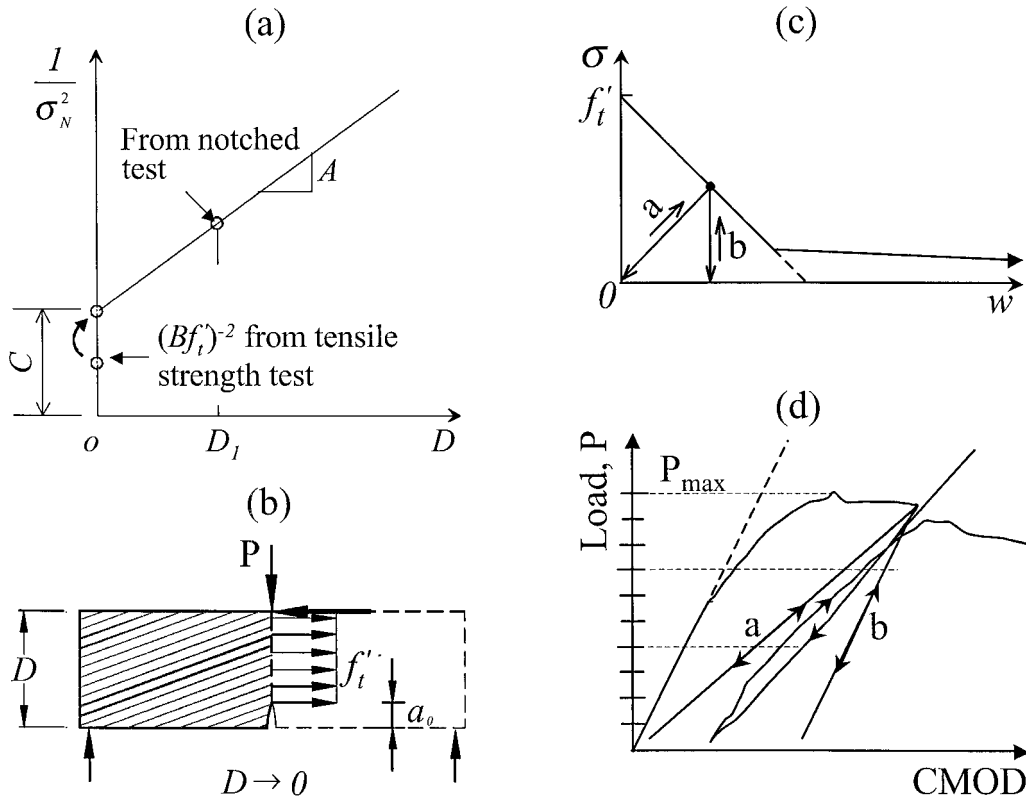 (a)
1
σ_N^2
From notched
test
A
C
(Bf_t')^-2 from tensile
strength test
o
D_1
D
(b)
P
D
f_t'
a_0
D → 0
(c)
σ
f_t'
a
b
0
w
(d)
Load, P
P_max
a
b
CMOD